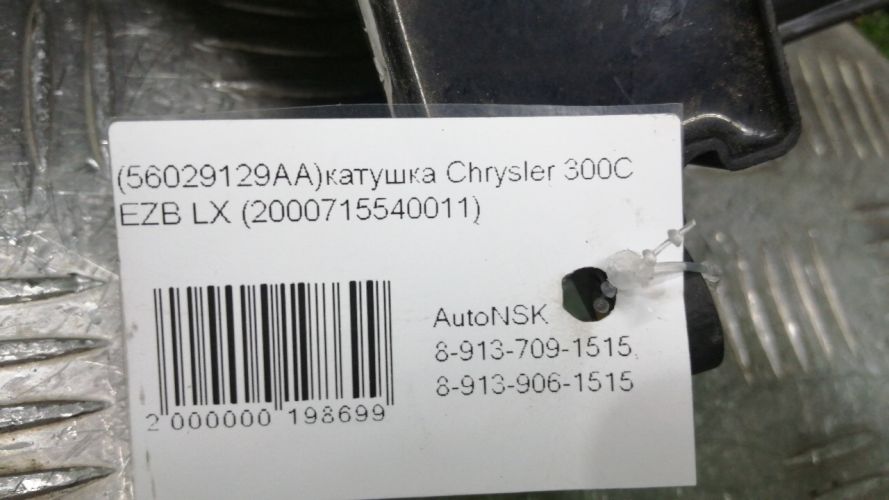 (56029129AA)катушка Chrysler 300C
EZB LX (2000715540011)
AutoNSK
8-913-709-1515,
8-913-906-1515
2 000000 198699